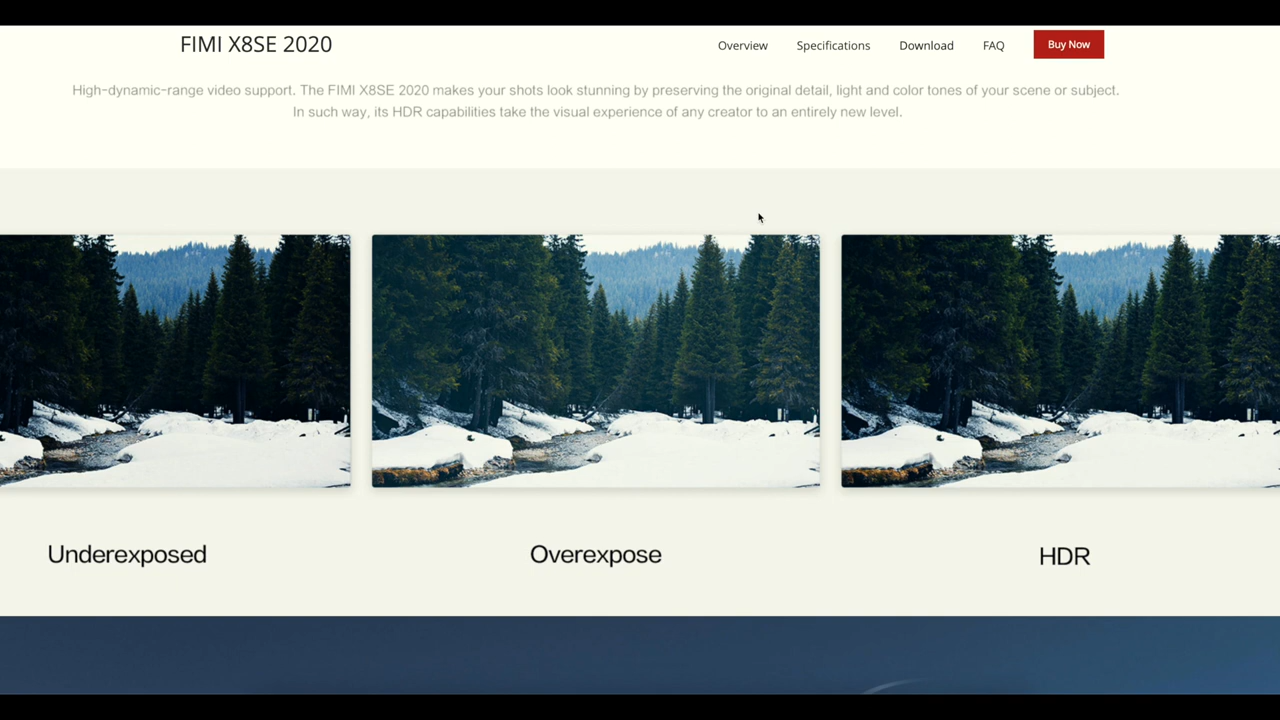 FIMI X8SE 2020
Overview Specifications Download FAQ Buy Now
High-dynamic-range video support. The FIMI X8SE 2020 makes your shots look stunning by preserving the original detail, light and color tones of your scene or subject.
In such way, its HDR capabilities take the visual experience of any creator to an entirely new level.
Underexposed
Overexpose
HDR